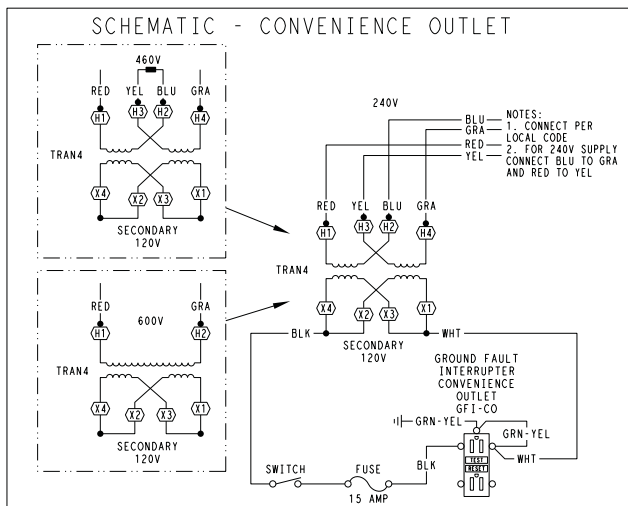 SCHEMATIC - CONVENIENCE OUTLET
460V
RED YEL BLU GRA
H1 H3 H2 H4
TRAN4
X4 X2 X3 X1
SECONDARY
120V
RED GRA
600V
H1 H2
TRAN4
X4 X2 X3 X1
SECONDARY
120V
240V
BLU
GRA
RED
YEL
NOTES:
1. CONNECT PER
LOCAL CODE
2. FOR 240V SUPPLY
CONNECT BLU TO GRA
AND RED TO YEL
RED YEL BLU GRA
H1 H3 H2 H4
TRAN4
X4 X2 X3 X1
BLK WHT
SECONDARY
120V
GROUND FAULT
INTERRUPTER
CONVENIENCE
OUTLET
GFI-CO
GRN-YEL
GRN-YEL
WHT
BLK
TEST
RESET
SWITCH FUSE
15 AMP